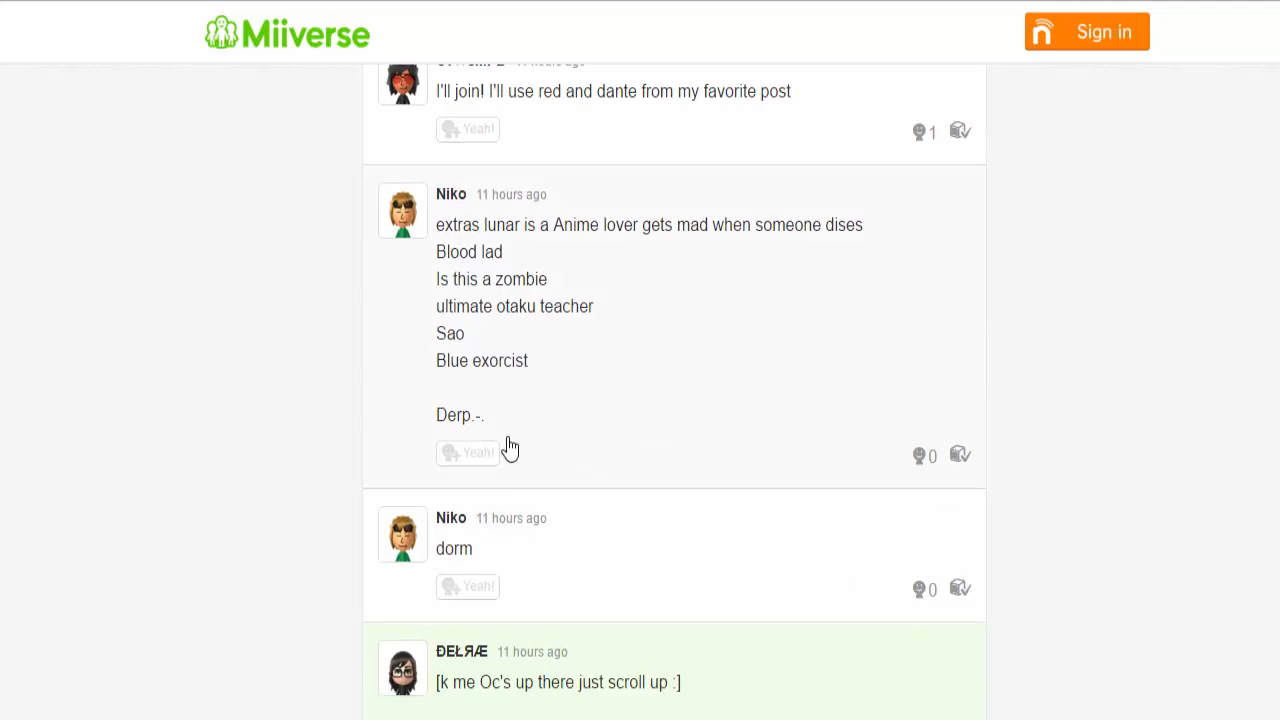 Miiverse
Sign in
I'll join! I'll use red and dante from my favorite post
Yeah!
1
Niko 11 hours ago
extras lunar is a Anime lover gets mad when someone dises
Blood lad
Is this a zombie
ultimate otaku teacher
Sao
Blue exorcist
Derp.-.
Yeah!
0
Niko 11 hours ago
dorm
Yeah!
0
ĐEŁЯÆ 11 hours ago
[k me Oc's up there just scroll up :]